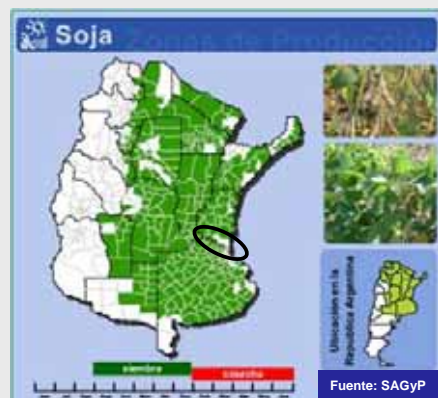 Soja
Zonas de Producción
Ubicación en la
República Argentina
siembra
cosecha
Fuente: SAGyP